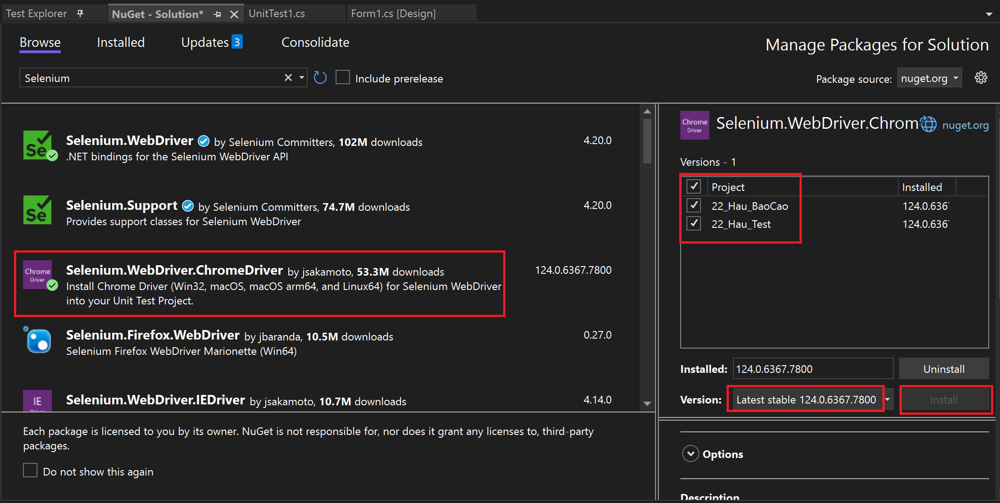 Test Explorer
NuGet - Solution*
UnitTest1.cs
Form1.cs [Design]
Browse
Installed
Updates 3
Consolidate
Manage Packages for Solution
Selenium
Include prerelease
Package source: nuget.org
Se
Selenium.WebDriver by Selenium Committers, 102M downloads
4.20.0
.NET bindings for the Selenium WebDriver API
Se
Selenium.Support by Selenium Committers, 74.7M downloads
4.20.0
Provides support classes for Selenium WebDriver
Chrome
Driver
Selenium.WebDriver.ChromeDriver by jsakamoto, 53.3M downloads
124.0.6367.7800
Install Chrome Driver (Win32, macOS, macOS arm64, and Linux64) for Selenium WebDriver
into your Unit Test Project.
Selenium.Firefox.WebDriver by jbaranda, 10.5M downloads
0.27.0
Selenium Firefox WebDriver Marionette (Win64)
IE
Driver
Selenium.WebDriver.IEDriver by jsakamoto, 10.7M downloads
4.14.0
Each package is licensed to you by its owner. NuGet is not responsible for, nor does it grant any licenses to, third-party
packages.
Do not show this again
Chrome
Driver
Selenium.WebDriver.Chrom
nuget.org
Versions - 1
Project
Installed
22_Hau_BaoCao
124.0.636
22_Hau_Test
124.0.636
Installed: 124.0.6367.7800
Uninstall
Version: Latest stable 124.0.6367.7800
Install
Options
Description